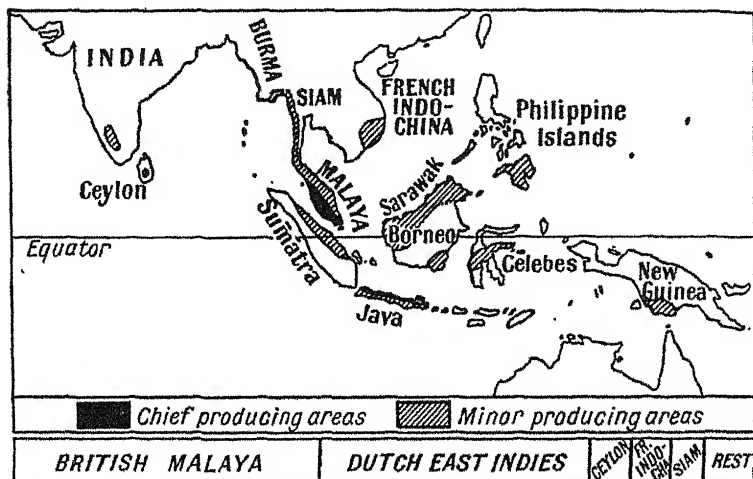 INDIA
BURMA
SIAM
FRENCH
INDO-
CHINA
Philippine
Islands
Ceylon
MALAYA
Sarawak
Sumatra
Borneo
Equator
Celebes
New
Guinea
Java
Chief producing areas
Minor producing areas
BRITISH MALAYA
DUTCH EAST INDIES
CEYLON
FR.
INDO-
CHINA
SIAM
REST